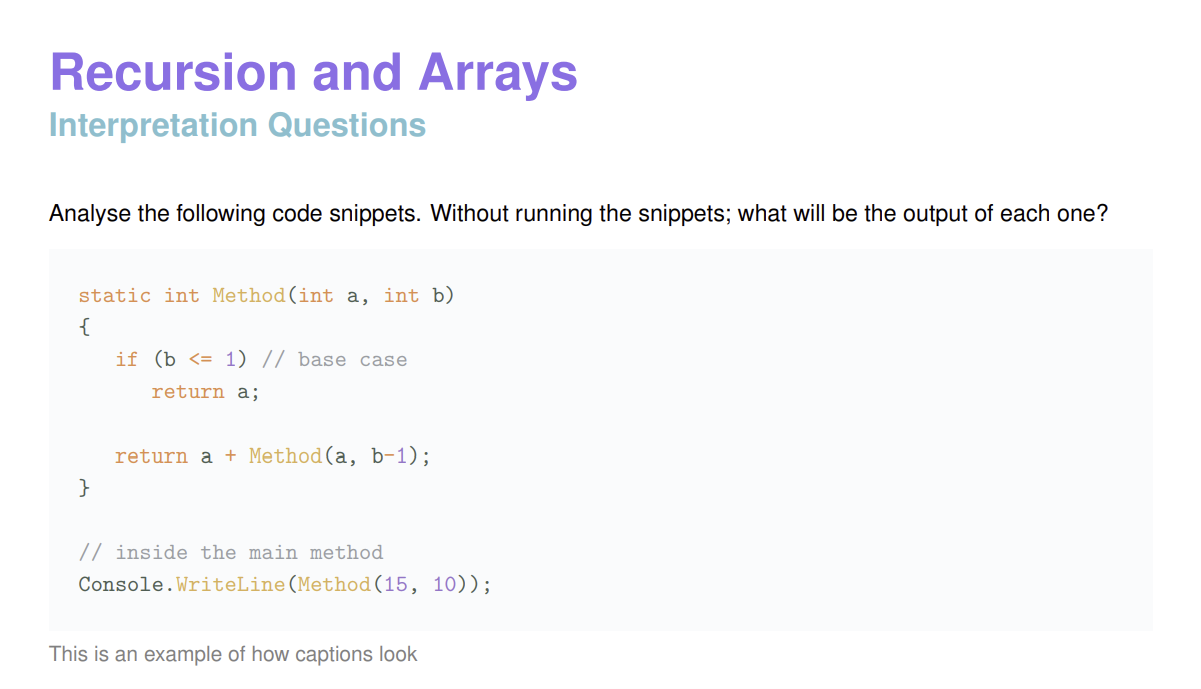 Recursion and Arrays
Interpretation Questions
Analyse the following code snippets. Without running the snippets; what will be the output of each one?
static int Method(int a, int b)
{
   if (b <= 1) // base case
      return a;
   return a + Method(a, b-1);
}
// inside the main method
Console.WriteLine(Method(15, 10));
This is an example of how captions look